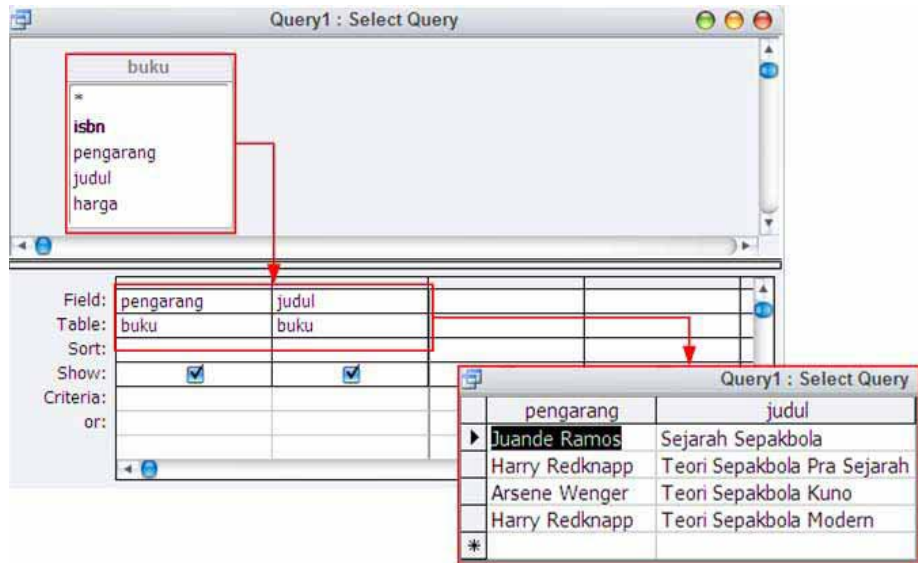 Query1 : Select Query
buku
*
isbn
pengarang
judul
harga
Field: pengarang judul
Table: buku buku
Sort:
Show:
Criteria:
or:
Query1 : Select Query
pengarang judul
Juande Ramos Sejarah Sepakbola
Harry Redknapp Teori Sepakbola Pra Sejarah
Arsene Wenger Teori Sepakbola Kuno
Harry Redknapp Teori Sepakbola Modern